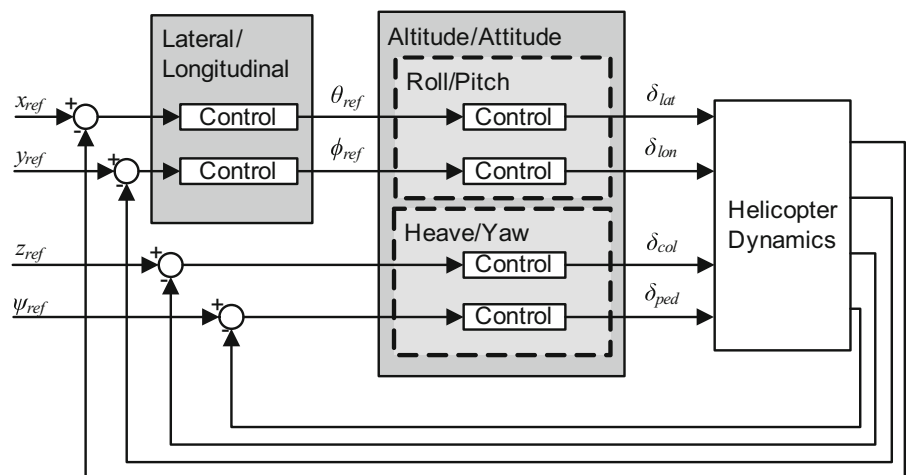 Lateral/
Longitudinal
Altitude/Attitude
Roll/Pitch
x_ref
+
-
Control
θ_ref
Control
δ_lat
y_ref
+
-
Control
ϕ_ref
Control
δ_lon
Helicopter
Dynamics
Heave/Yaw
z_ref
+
-
Control
δ_col
ψ_ref
+
-
Control
δ_ped